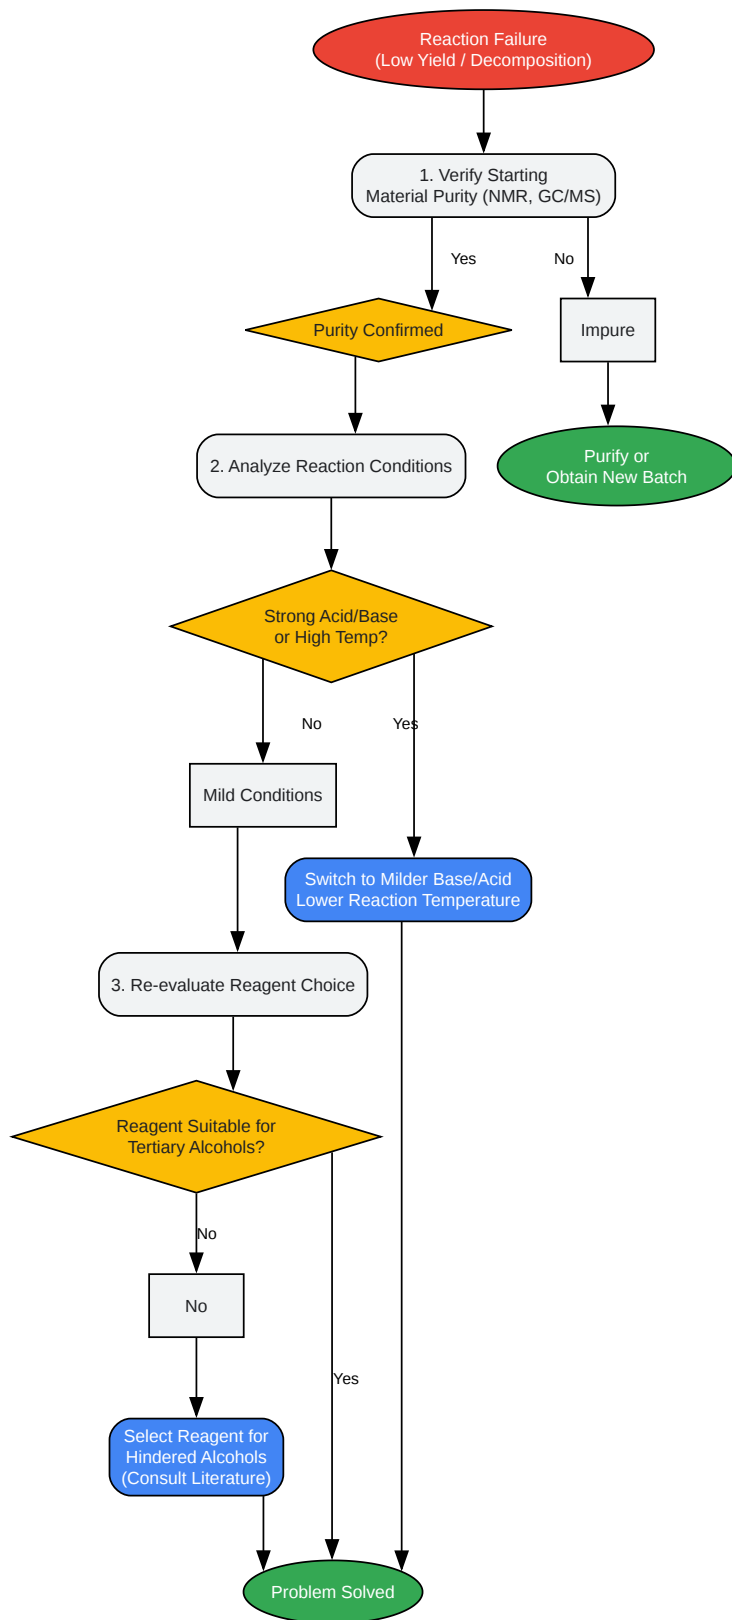 Reaction Failure
(Low Yield / Decomposition)
1. Verify Starting
Material Purity (NMR, GC/MS)
Yes
No
Purity Confirmed
Impure
2. Analyze Reaction Conditions
Purify or
Obtain New Batch
Strong Acid/Base
or High Temp?
No
Yes
Mild Conditions
Switch to Milder Base/Acid
Lower Reaction Temperature
3. Re-evaluate Reagent Choice
Reagent Suitable for
Tertiary Alcohols?
No
No
Yes
Select Reagent for
Hindered Alcohols
(Consult Literature)
Problem Solved